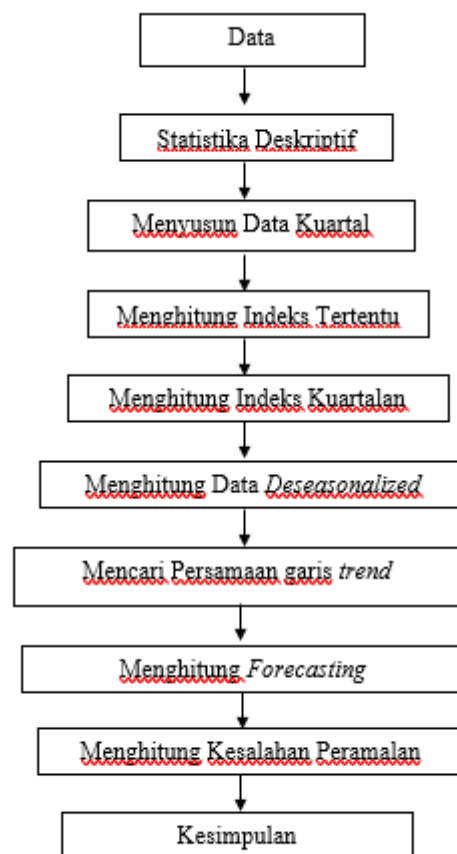 Data
Statistika Deskriptif
Menyusun Data Kuartal
Menghitung Indeks Tertentu
Menghitung Indeks Kuartalan
Menghitung Data Deseasonalized
Mencari Persamaan garis trend
Menghitung Forecasting
Menghitung Kesalahan Peramalan
Kesimpulan